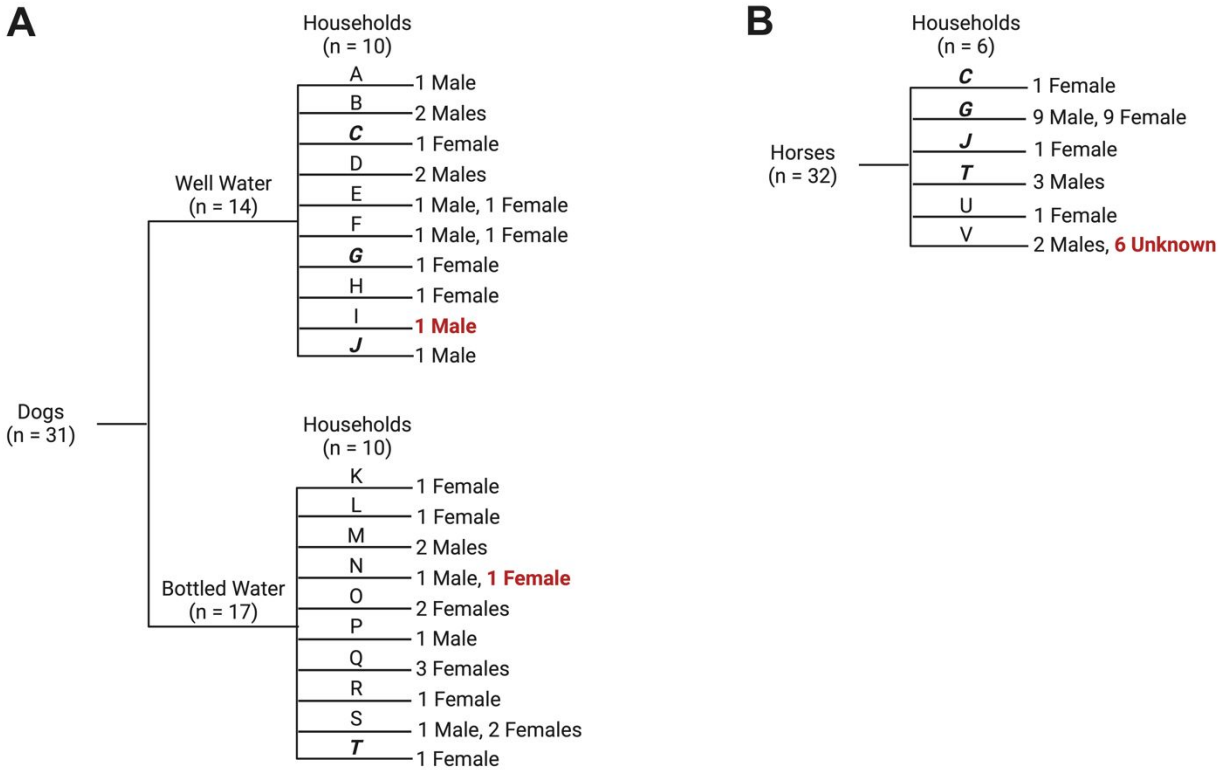 A
Households
(n = 10)
A
1 Male
B
2 Males
C
1 Female
D
2 Males
Well Water
(n = 14)
E
1 Male, 1 Female
F
1 Male, 1 Female
G
1 Female
H
1 Female
I
1 Male
J
1 Male
Dogs
(n = 31)
Households
(n = 10)
K
1 Female
L
1 Female
M
2 Males
N
1 Male, 1 Female
Bottled Water
(n = 17)
O
2 Females
P
1 Male
Q
3 Females
R
1 Female
S
1 Male, 2 Females
T
1 Female
B
Households
(n = 6)
C
1 Female
G
9 Male, 9 Female
Horses
(n = 32)
J
1 Female
T
3 Males
U
1 Female
V
2 Males, 6 Unknown